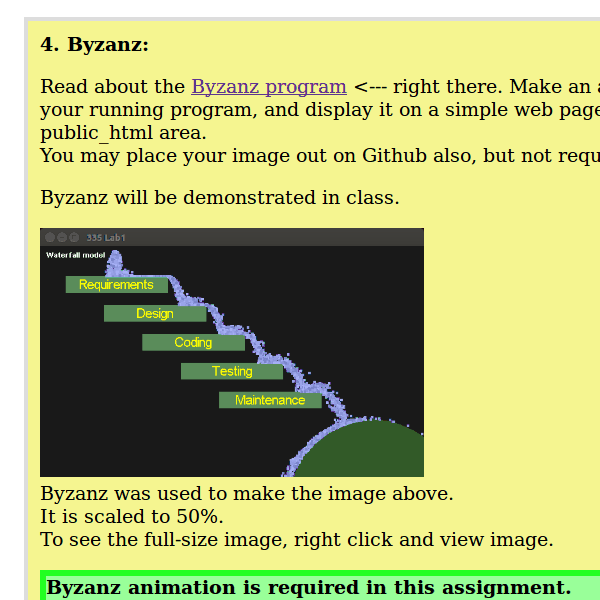 4. Byzanz:
Read about the Byzanz program <--- right there. Make an
your running program, and display it on a simple web page
public_html area.
You may place your image out on Github also, but not requ
Byzanz will be demonstrated in class.
335 Lab1
Waterfall model
Requirements
Design
Coding
Testing
Maintenance
Byzanz was used to make the image above.
It is scaled to 50%.
To see the full-size image, right click and view image.
Byzanz animation is required in this assignment.